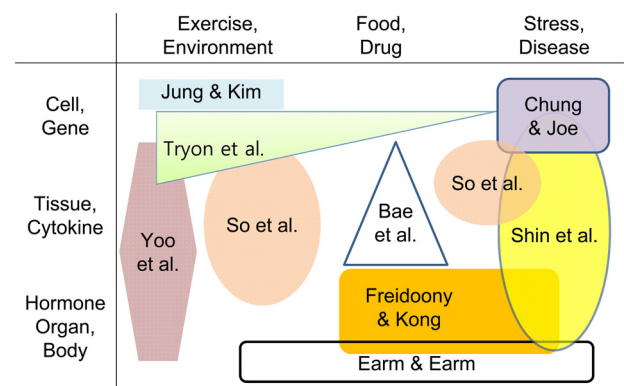 Exercise,
Environment
Food,
Drug
Stress,
Disease
Cell,
Gene
Jung & Kim
Chung
& Joe
Tryon et al.
Tissue,
Cytokine
Yoo
et al.
So et al.
Bae
et al.
So et al.
Shin et al.
Hormone
Organ,
Body
Freidoony
& Kong
Earm & Earm